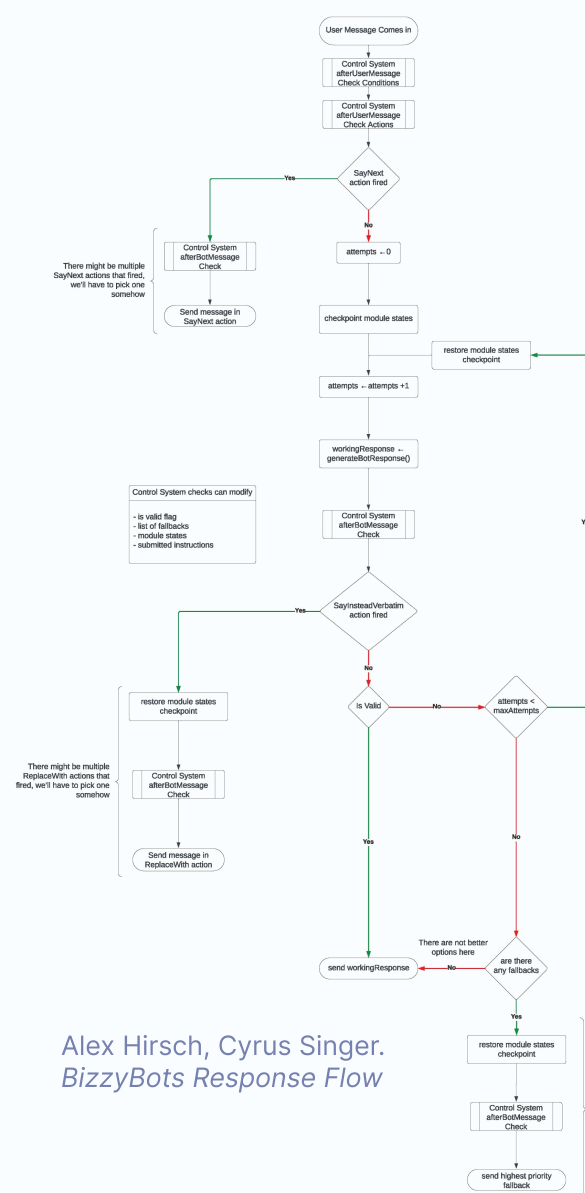 User Message Comes in
Control System
afterUserMessage
Check Conditions
Control System
afterUserMessage
Check Actions
SayNext
action fired
Yes
No
Control System
afterBotMessage
Check
There might be multiple
SayNext actions that fired,
we'll have to pick one
somehow
Send message in
SayNext action
attempts ←0
checkpoint module states
restore module states
checkpoint
attempts ←attempts +1
workingResponse ←
generateBotResponse()
Control System checks can modify
- is valid flag
- list of fallbacks
- module states
- submitted instructions
Control System
afterBotMessage
Check
Y
SayInsteadVerbatim
action fired
Yes
No
restore module states
checkpoint
Is Valid
No
attempts <
maxAttempts
There might be multiple
ReplaceWith actions that
fired, we'll have to pick one
somehow
Control System
afterBotMessage
Check
Send message in
ReplaceWith action
Yes
No
There are not better
options here
send workingResponse
No
are there
any fallbacks
Yes
restore module states
checkpoint
Control System
afterBotMessage
Check
send highest priority
fallback
Alex Hirsch, Cyrus Singer.
BizzyBots Response Flow